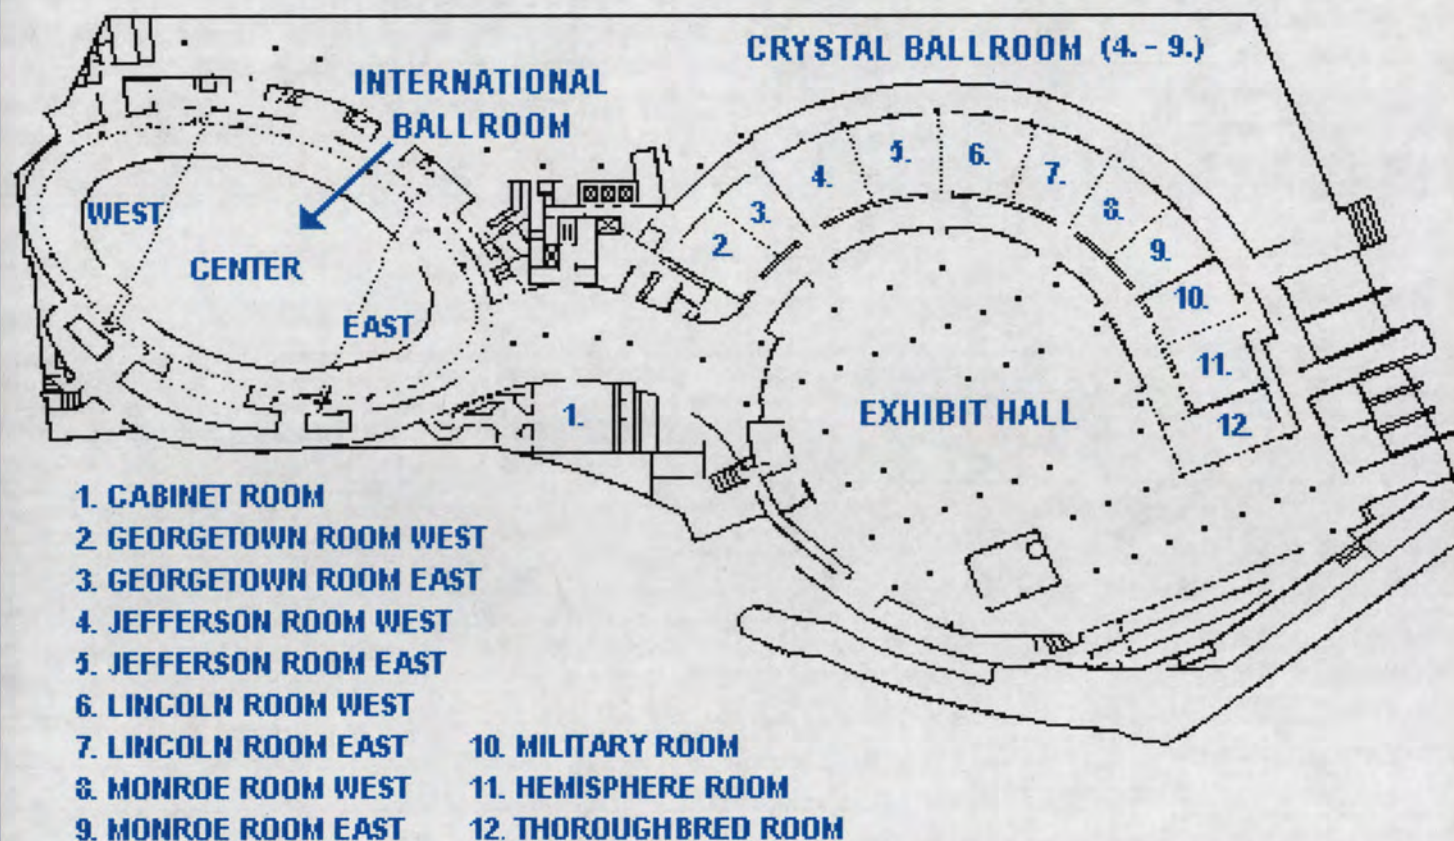 CRYSTAL BALLROOM (4. - 9.)
INTERNATIONAL
BALLROOM
WEST
CENTER
EAST
1.
2.
3.
4.
5.
6.
7.
8.
9.
10.
11.
12.
EXHIBIT HALL
1. CABINET ROOM
2. GEORGETOWN ROOM WEST
3. GEORGETOWN ROOM EAST
4. JEFFERSON ROOM WEST
5. JEFFERSON ROOM EAST
6. LINCOLN ROOM WEST
7. LINCOLN ROOM EAST
8. MONROE ROOM WEST
9. MONROE ROOM EAST
10. MILITARY ROOM
11. HEMISPHERE ROOM
12. THOROUGHBRED ROOM